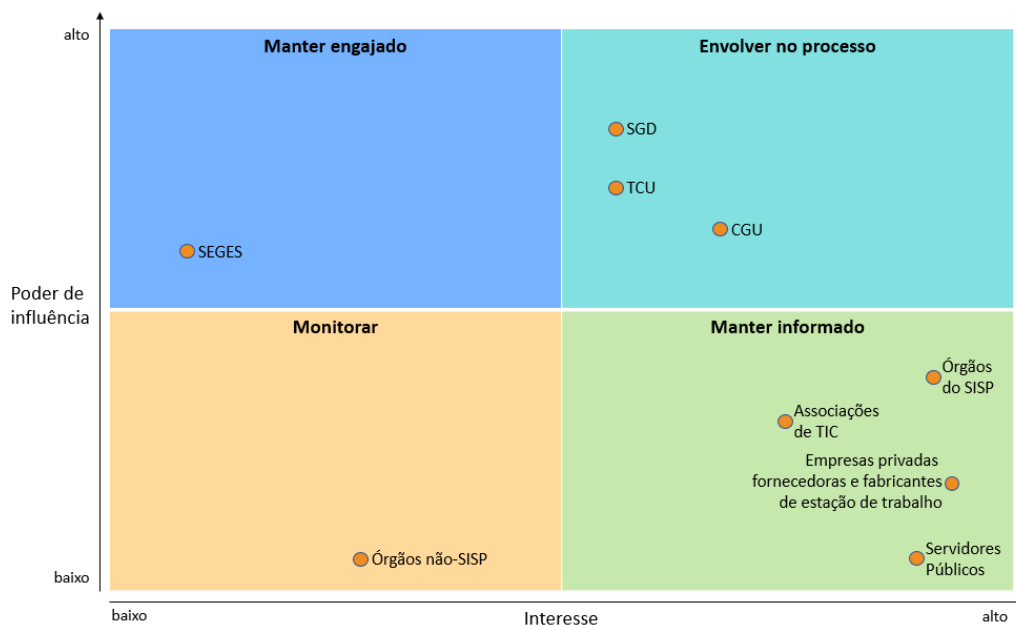 alto
Manter engajado
Envolver no processo
SGD
TCU
CGU
SEGES
Poder de
influência
Monitorar
Manter informado
Órgãos
do SISP
Associações
de TIC
Empresas privadas
fornecedoras e fabricantes
de estação de trabalho
Órgãos não-SISP
Servidores
Públicos
baixo
baixo
Interesse
alto